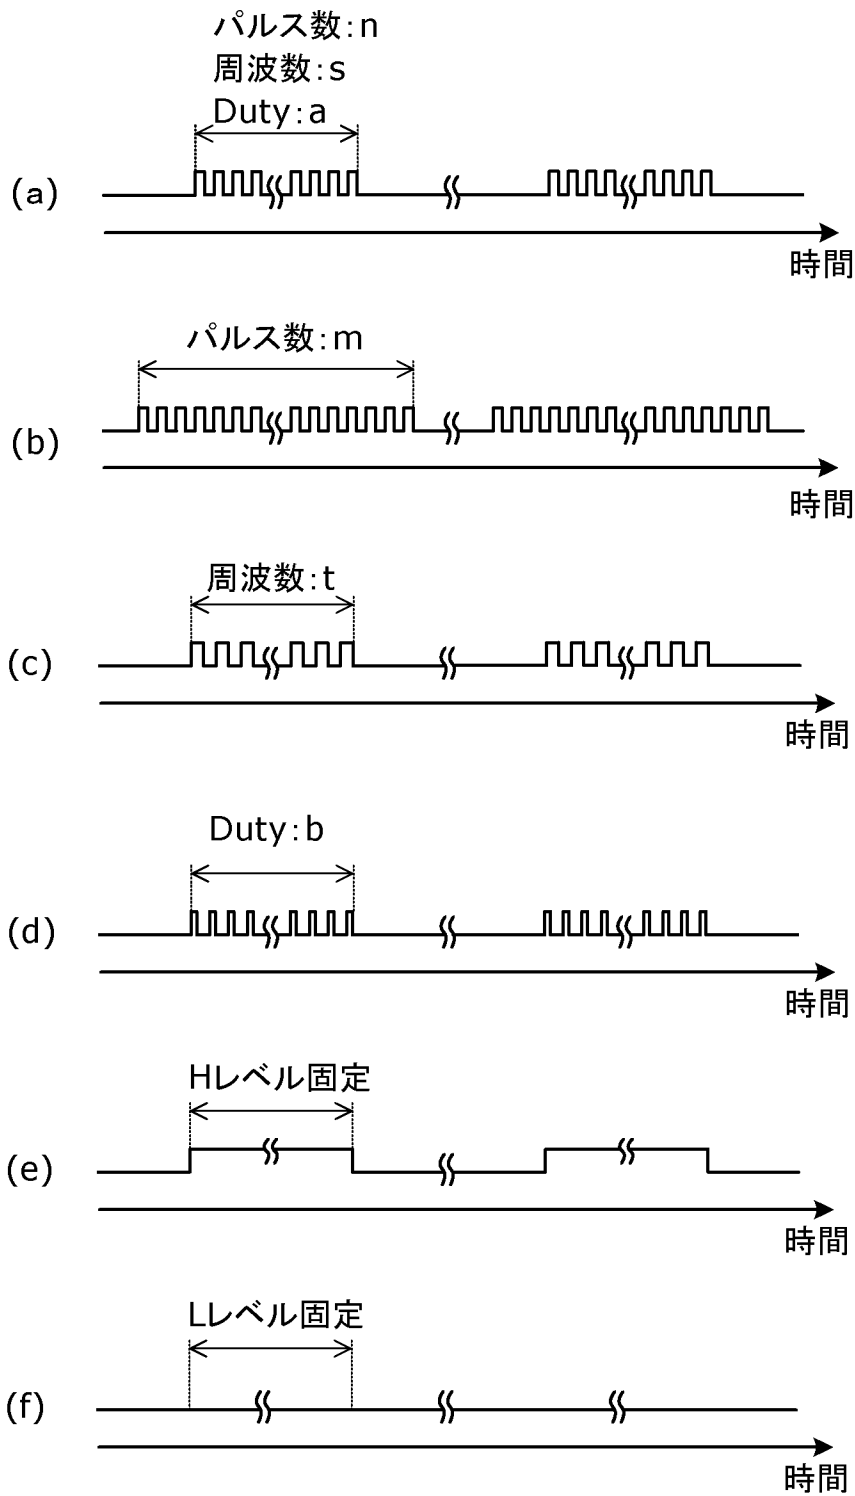 パルス数:n
周波数:s
Duty:a
(a)
時間
パルス数:m
(b)
時間
周波数:t
(c)
時間
Duty:b
(d)
時間
Hレベル固定
(e)
時間
Lレベル固定
(f)
時間